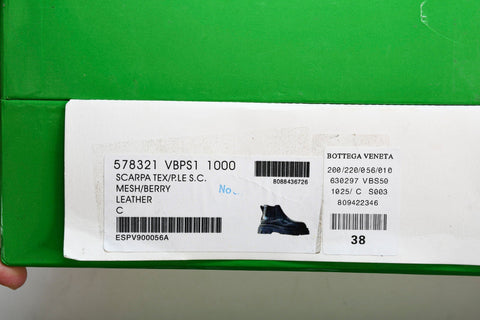 578321 VBPS1 1000
SCARPA TEX/P.LE S.C.
MESH/BERRY
LEATHER
C
No.
8088436726
ESPV900056A
BOTTEGA VENETA
200/220/056/010
630297 VBS50
1025/ C S003
809422346
38